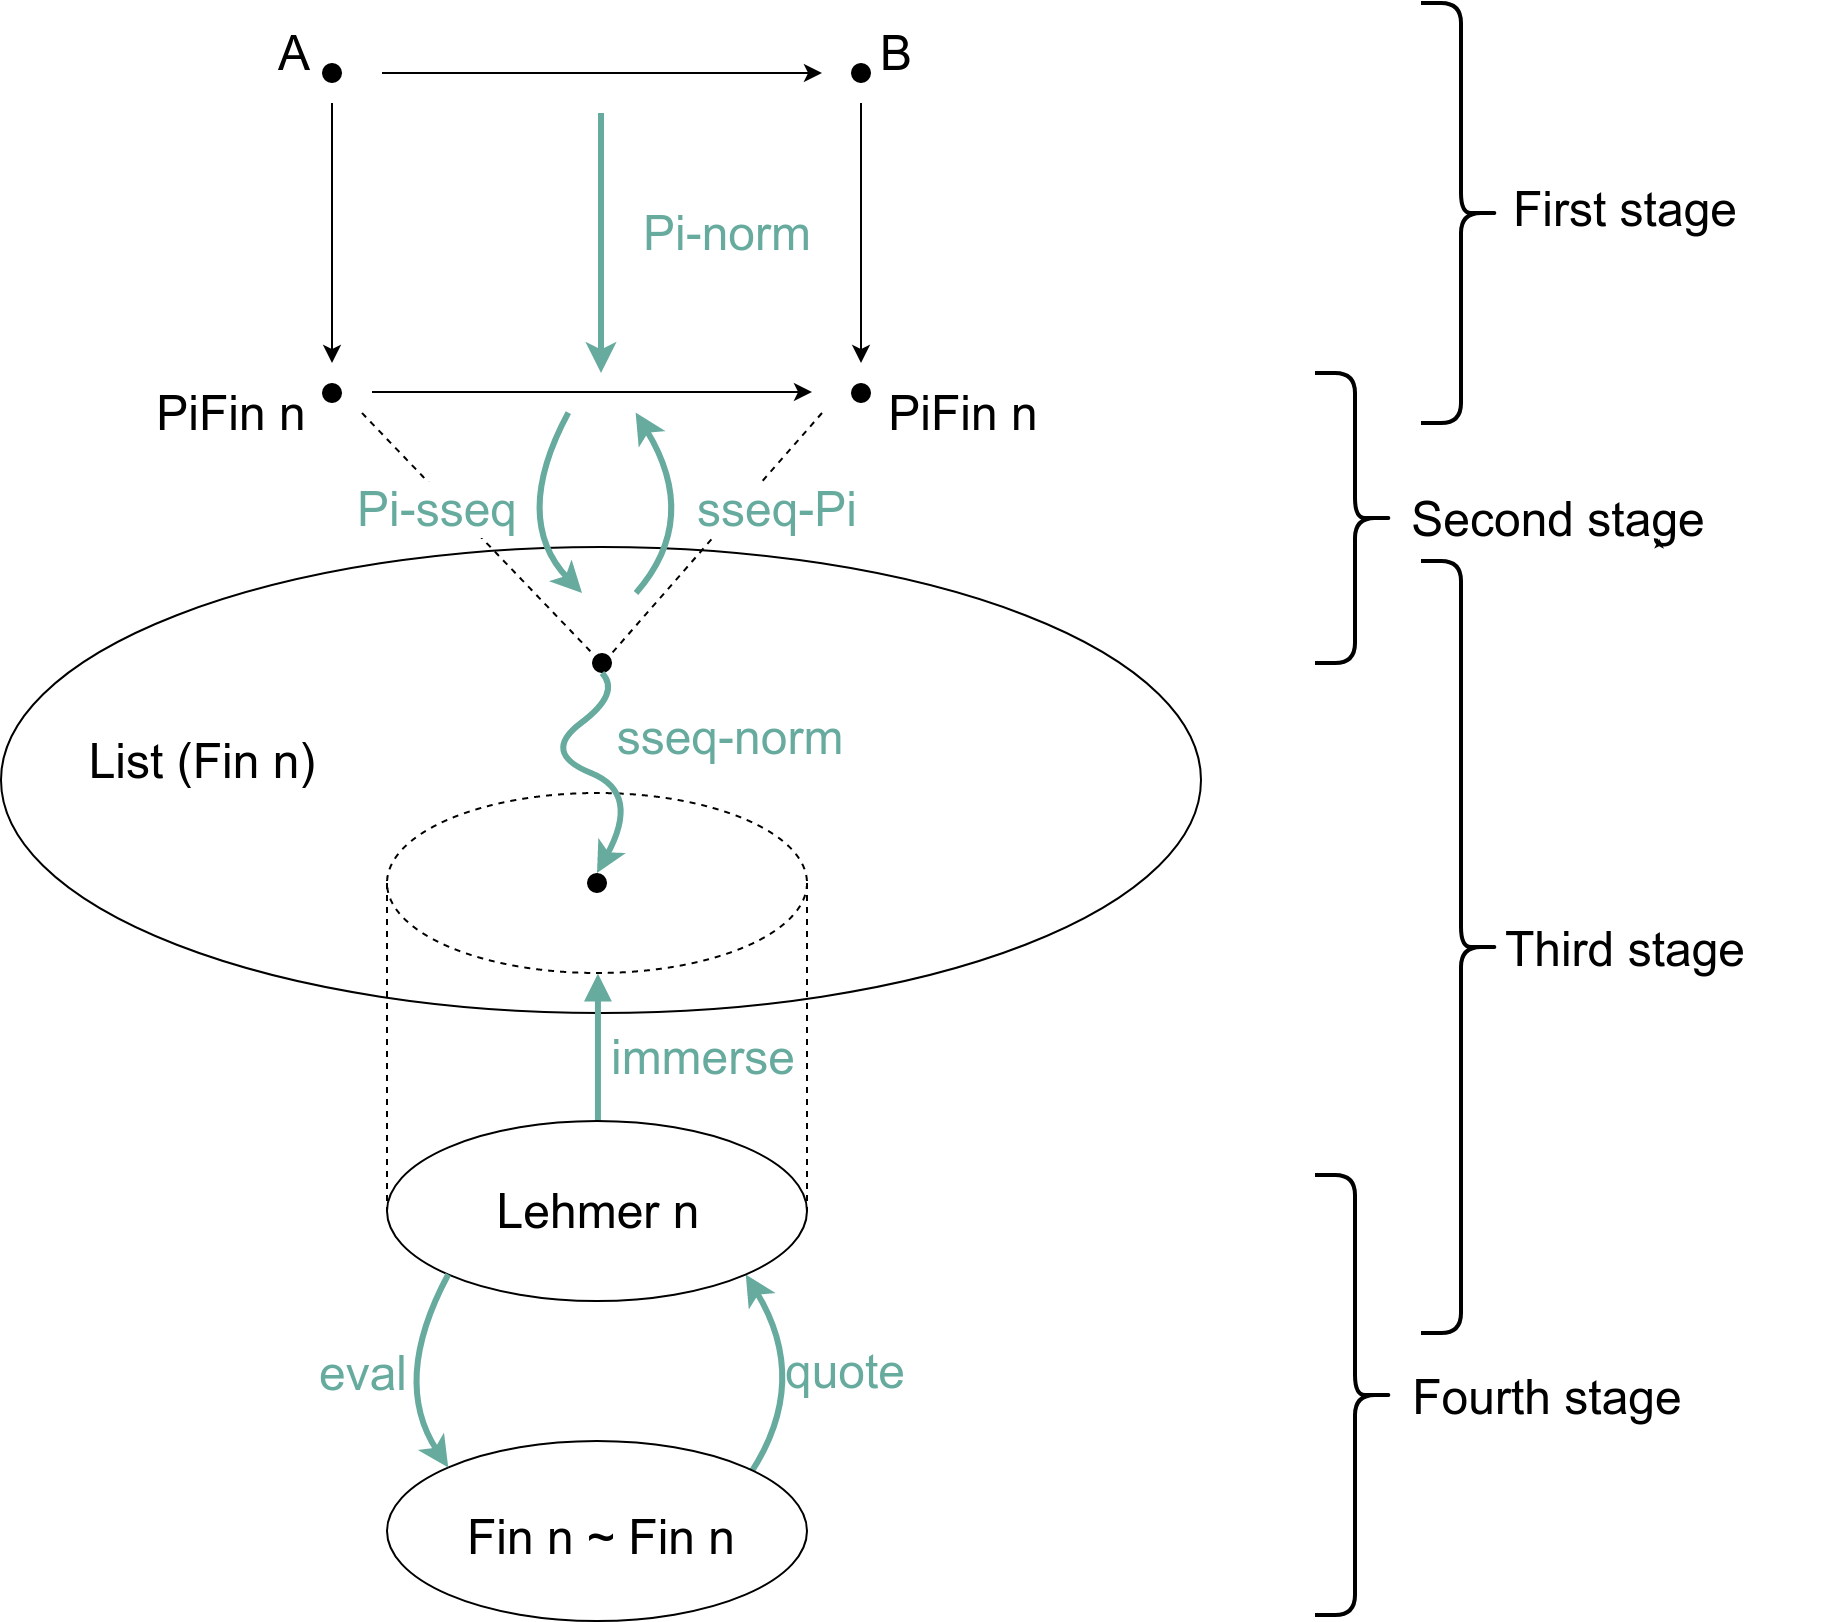 A
B
First stage
Pi-norm
PiFin n
PiFin n
Pi-sseq
sseq-Pi
Second stage
sseq-norm
List (Fin n)
Third stage
immerse
Lehmer n
eval
quote
Fourth stage
Fin n ~ Fin n